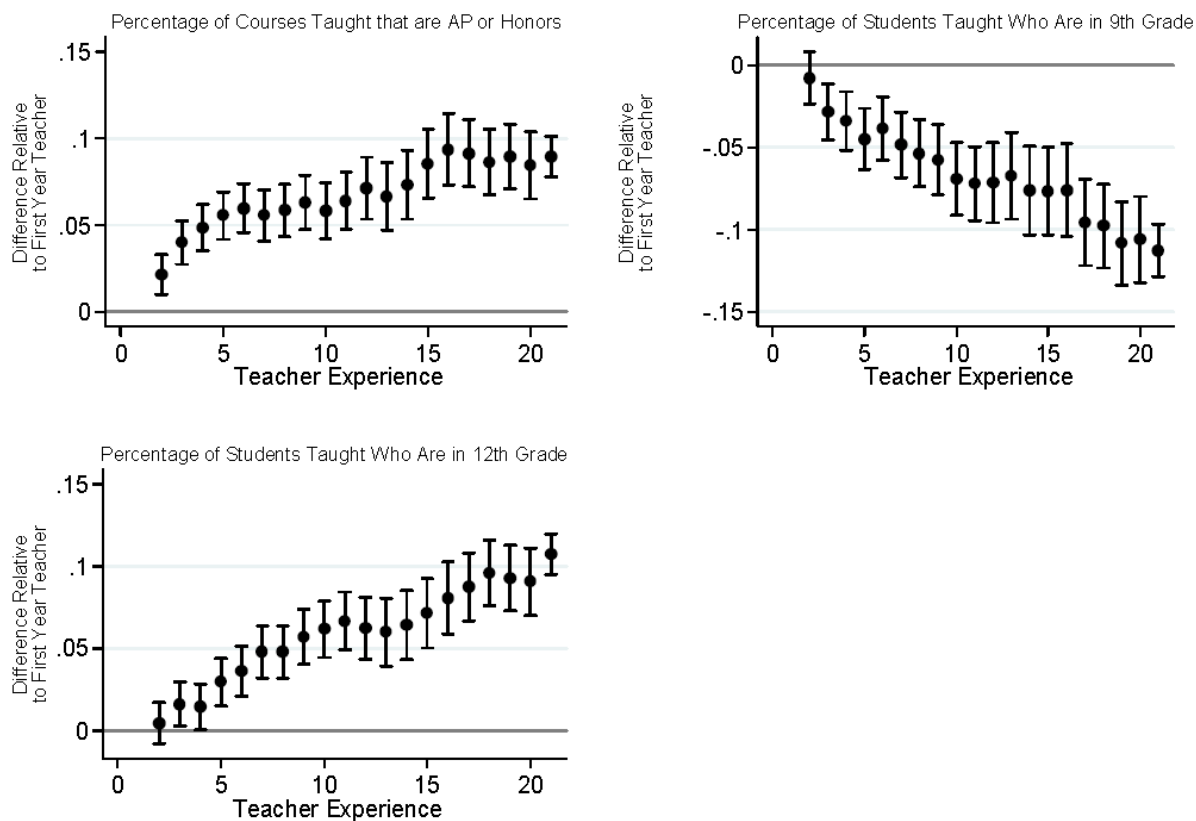 Percentage of Courses Taught that are AP or Honors
.15
.1
.05
0
Difference Relative
to First Year Teacher
0 5 10 15 20
Teacher Experience
Percentage of Students Taught Who Are in 9th Grade
0
-.05
-.1
-.15
Difference Relative
to First Year Teacher
0 5 10 15 20
Teacher Experience
Percentage of Students Taught Who Are in 12th Grade
.15
.1
.05
0
Difference Relative
to First Year Teacher
0 5 10 15 20
Teacher Experience